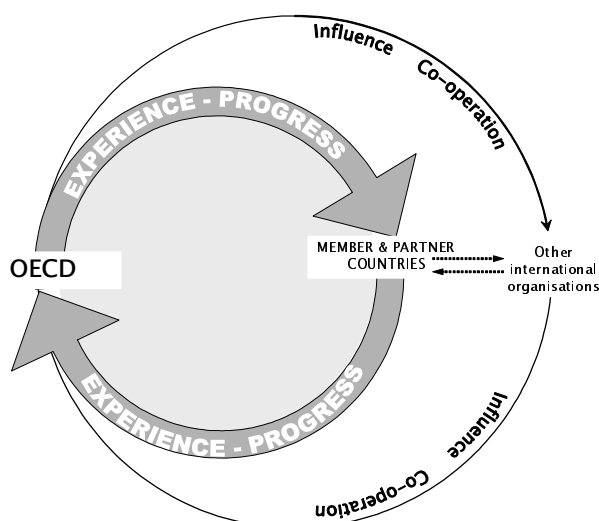 Influence Co-operation
EXPERIENCE - PROGRESS
MEMBER & PARTNER
COUNTRIES
Other
international
organisations
OECD
EXPERIENCE - PROGRESS
Influence
Co-operation